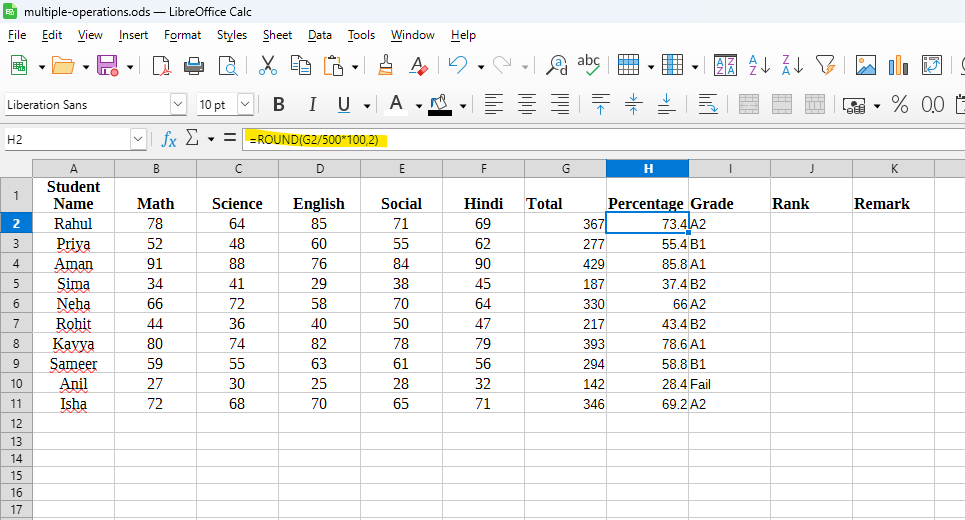 multiple-operations.ods — LibreOffice Calc
File Edit View Insert Format Styles Sheet Data Tools Window Help
Liberation Sans 10 pt B I U A % 0.0
H2 fx Σ = =ROUND(G2/500*100,2)
A B C D E F G H I J K
1 Student Name Math Science English Social Hindi Total Percentage Grade Rank Remark
2 Rahul 78 64 85 71 69 367 73.4 A2
3 Priya 52 48 60 55 62 277 55.4 B1
4 Aman 91 88 76 84 90 429 85.8 A1
5 Sima 34 41 29 38 45 187 37.4 B2
6 Neha 66 72 58 70 64 330 66 A2
7 Rohit 44 36 40 50 47 217 43.4 B2
8 Kavya 80 74 82 78 79 393 78.6 A1
9 Sameer 59 55 63 61 56 294 58.8 B1
10 Anil 27 30 25 28 32 142 28.4 Fail
11 Isha 72 68 70 65 71 346 69.2 A2
12
13
14
15
16
17